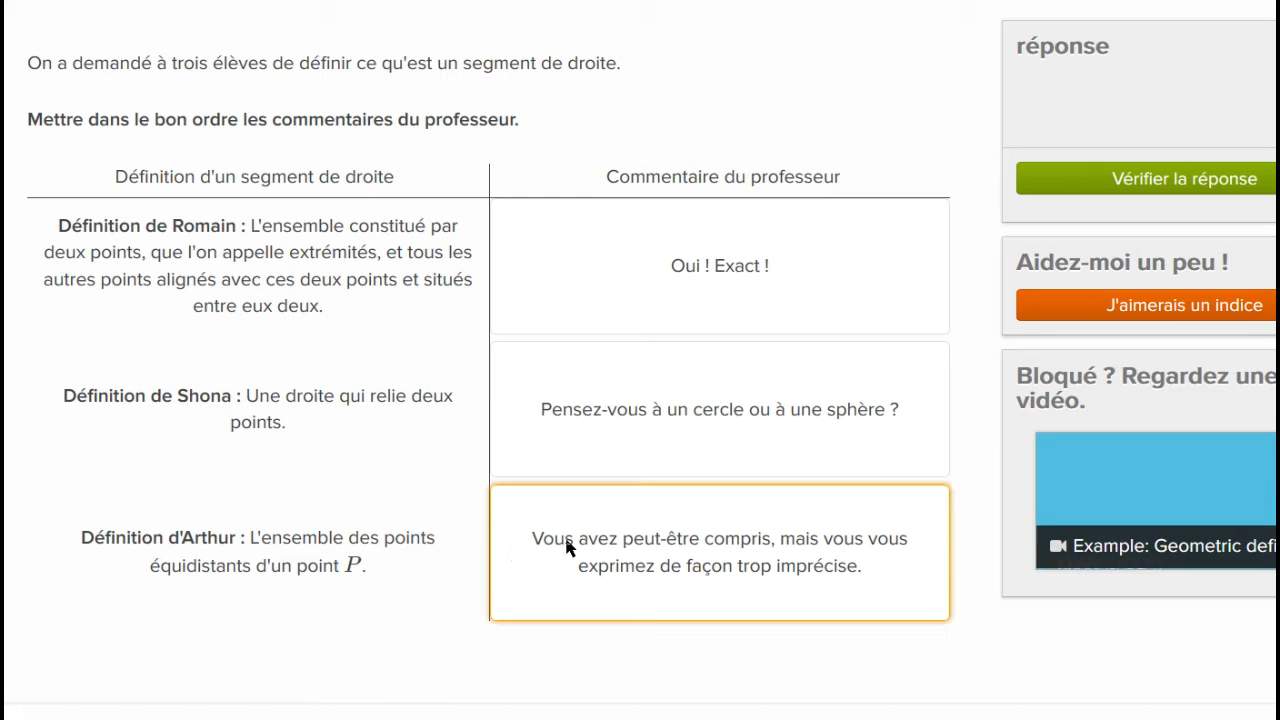 On a demandé à trois élèves de définir ce qu'est un segment de droite.
Mettre dans le bon ordre les commentaires du professeur.
Définition d'un segment de droite
Commentaire du professeur
Définition de Romain : L'ensemble constitué par
deux points, que l'on appelle extrémités, et tous les
autres points alignés avec ces deux points et situés
entre eux deux.
Oui ! Exact !
Définition de Shona : Une droite qui relie deux
points.
Pensez-vous à un cercle ou à une sphère ?
Définition d'Arthur : L'ensemble des points
équidistants d'un point P.
Vous avez peut-être compris, mais vous vous
exprimez de façon trop imprécise.
réponse
Vérifier la réponse
Aidez-moi un peu !
J'aimerais un indice
Bloqué ? Regardez une
vidéo.
Example: Geometric defi